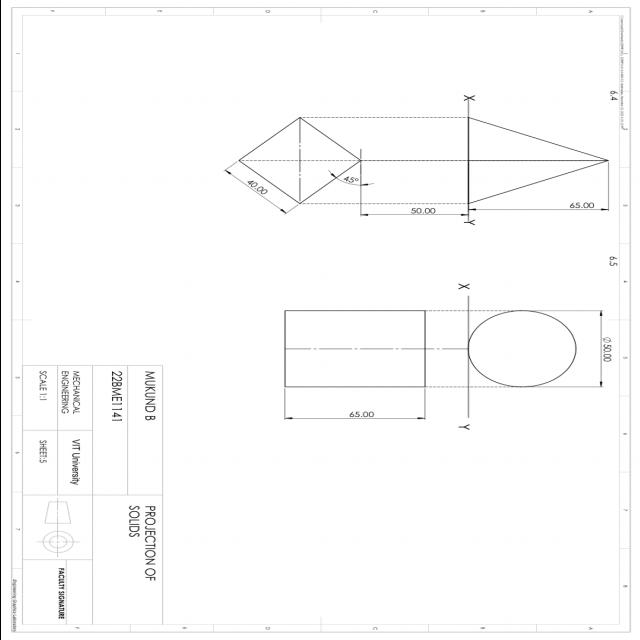 6.4
X
Y
45°
40.00
50.00
65.00
6.5
X
Y
65.00
Ø 50.00
MUKUND B
22BME1141
PROJECTION OF
SOLIDS
MECHANICAL
ENGINEERING
VIT University
SCALE 1:1
SHEET:5
FACULTY SIGNATURE
Engineering Graphics Laboratory